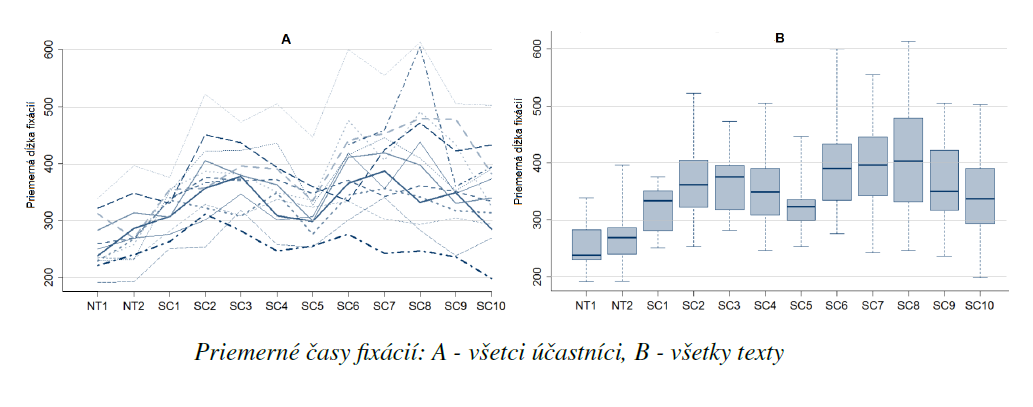 A
Priemerná dĺžka fixácií
600
500
400
300
200
NT1 NT2 SC1 SC2 SC3 SC4 SC5 SC6 SC7 SC8 SC9 SC10
B
Priemerná dĺžka fixácií
600
500
400
300
200
NT1 NT2 SC1 SC2 SC3 SC4 SC5 SC6 SC7 SC8 SC9 SC10
Priemerné časy fixácií: A - všetci účastníci, B - všetky texty